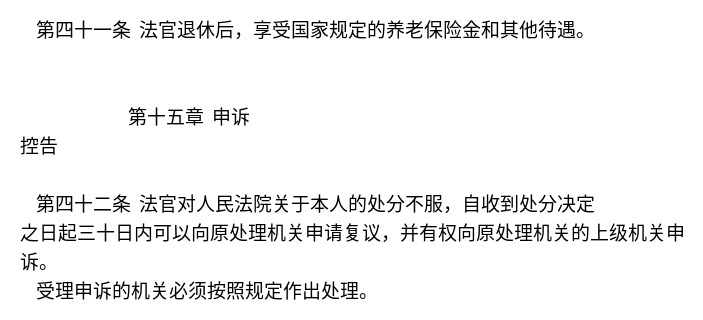 第四十一条 法官退休后，享受国家规定的养老保险金和其他待遇。
第十五章 申诉
控告
第四十二条 法官对人民法院关于本人的处分不服，自收到处分决定
之日起三十日内可以向原处理机关申请复议，并有权向原处理机关的上级机关申
诉。
受理申诉的机关必须按照规定作出处理。